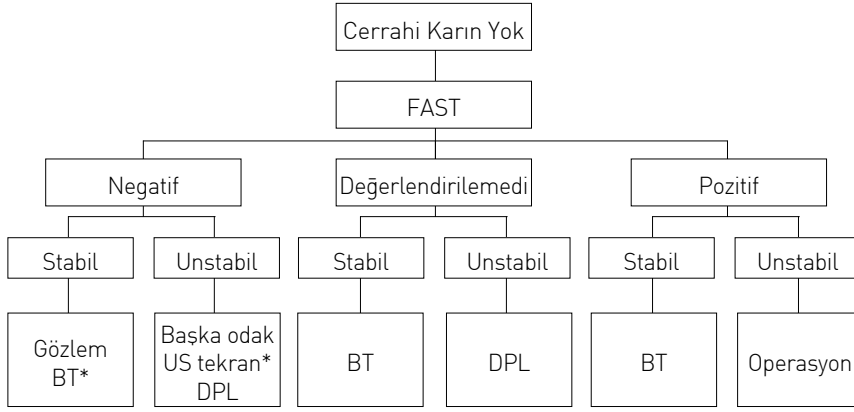 Cerrahi Karın Yok
FAST
Negatif
Değerlendirilemedi
Pozitif
Stabil
Unstabil
Stabil
Unstabil
Stabil
Unstabil
Gözlem
BT*
Başka odak
US tekran*
DPL
BT
DPL
BT
Operasyon